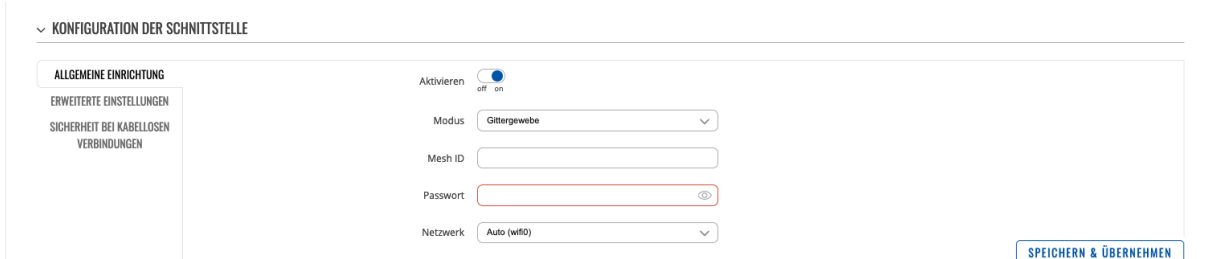 KONFIGURATION DER SCHNITTSTELLE
ALLGEMEINE EINRICHTUNG
ERWEITERTE EINSTELLUNGEN
SICHERHEIT BEI KABELLOSEN
VERBINDUNGEN
Aktivieren
off on
Modus Gittergewebe
Mesh ID
Passwort
Netzwerk Auto (wifi0)
SPEICHERN & ÜBERNEHMEN